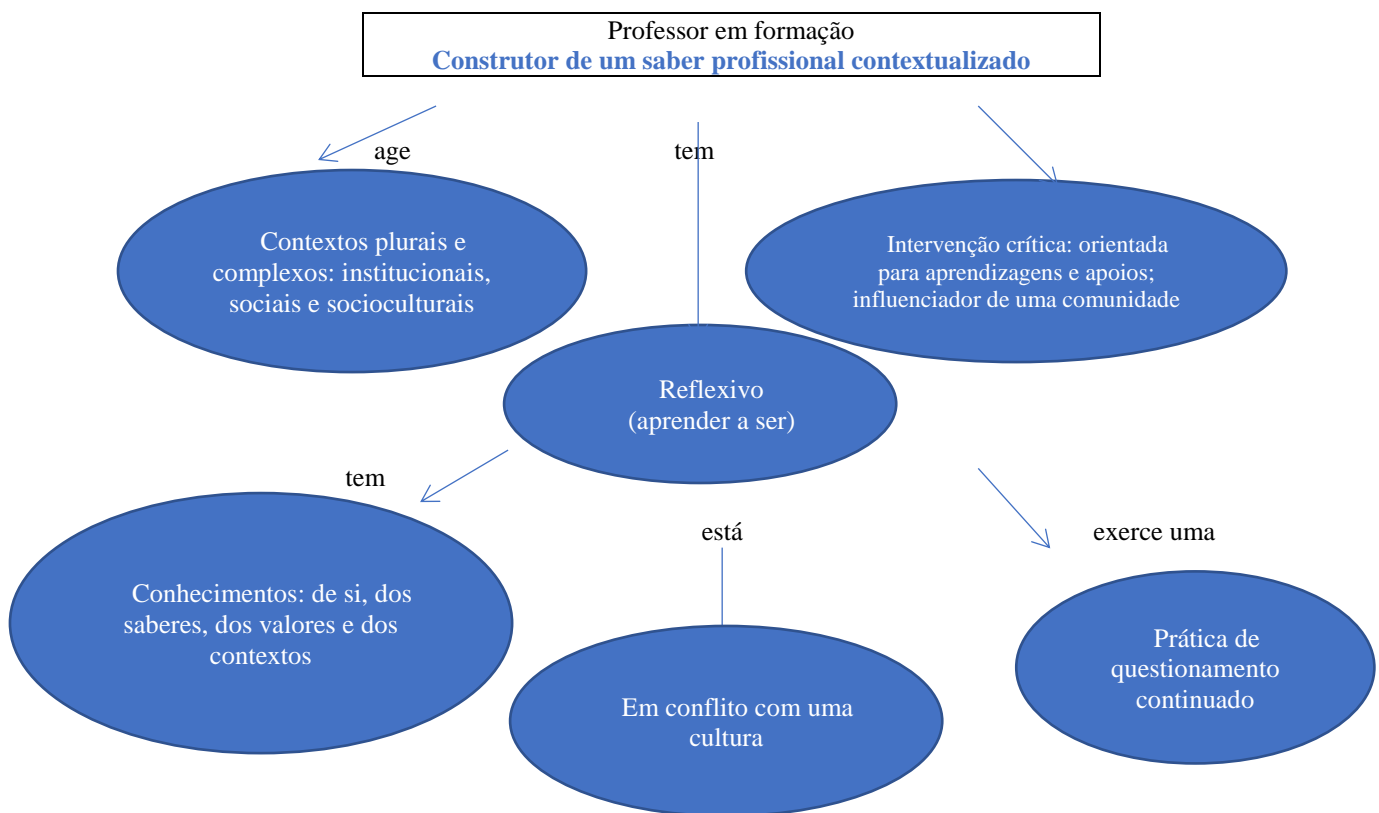 Professor em formação
Construtor de um saber profissional contextualizado
age
tem
Contextos plurais e
complexos: institucionais,
sociais e socioculturais
Intervenção crítica: orientada
para aprendizagens e apoios;
influenciador de uma comunidade
Reflexivo
(aprender a ser)
tem
está
exerce uma
Conhecimentos: de si, dos
saberes, dos valores e dos
contextos
Em conflito com uma
cultura
Prática de
questionamento
continuado